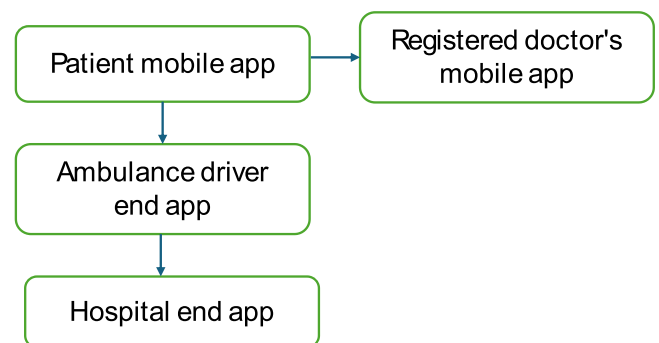 Patient mobile app
Registered doctor's
mobile app
Ambulance driver
end app
Hospital end app